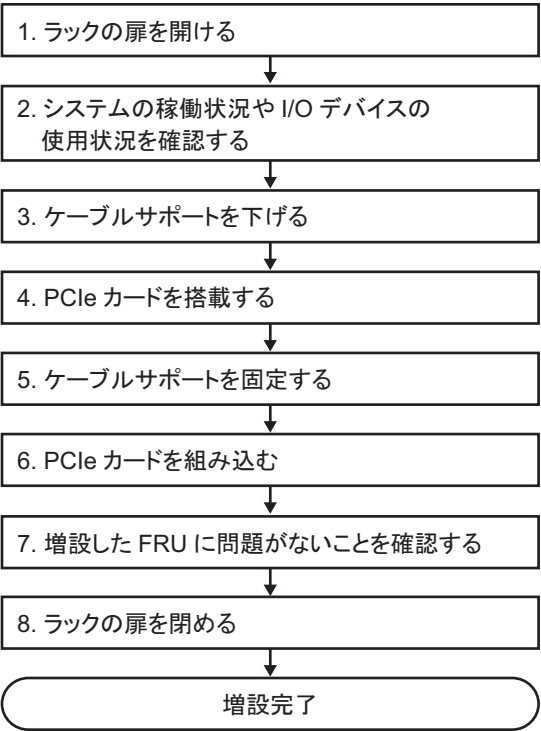 1. ラックの扉を開ける
2. システムの稼働状況や I/O デバイスの
使用状況を確認する
3. ケーブルサポートを下げる
4. PCIe カードを搭載する
5. ケーブルサポートを固定する
6. PCIe カードを組み込む
7. 増設した FRU に問題がないことを確認する
8. ラックの扉を閉める
増設完了